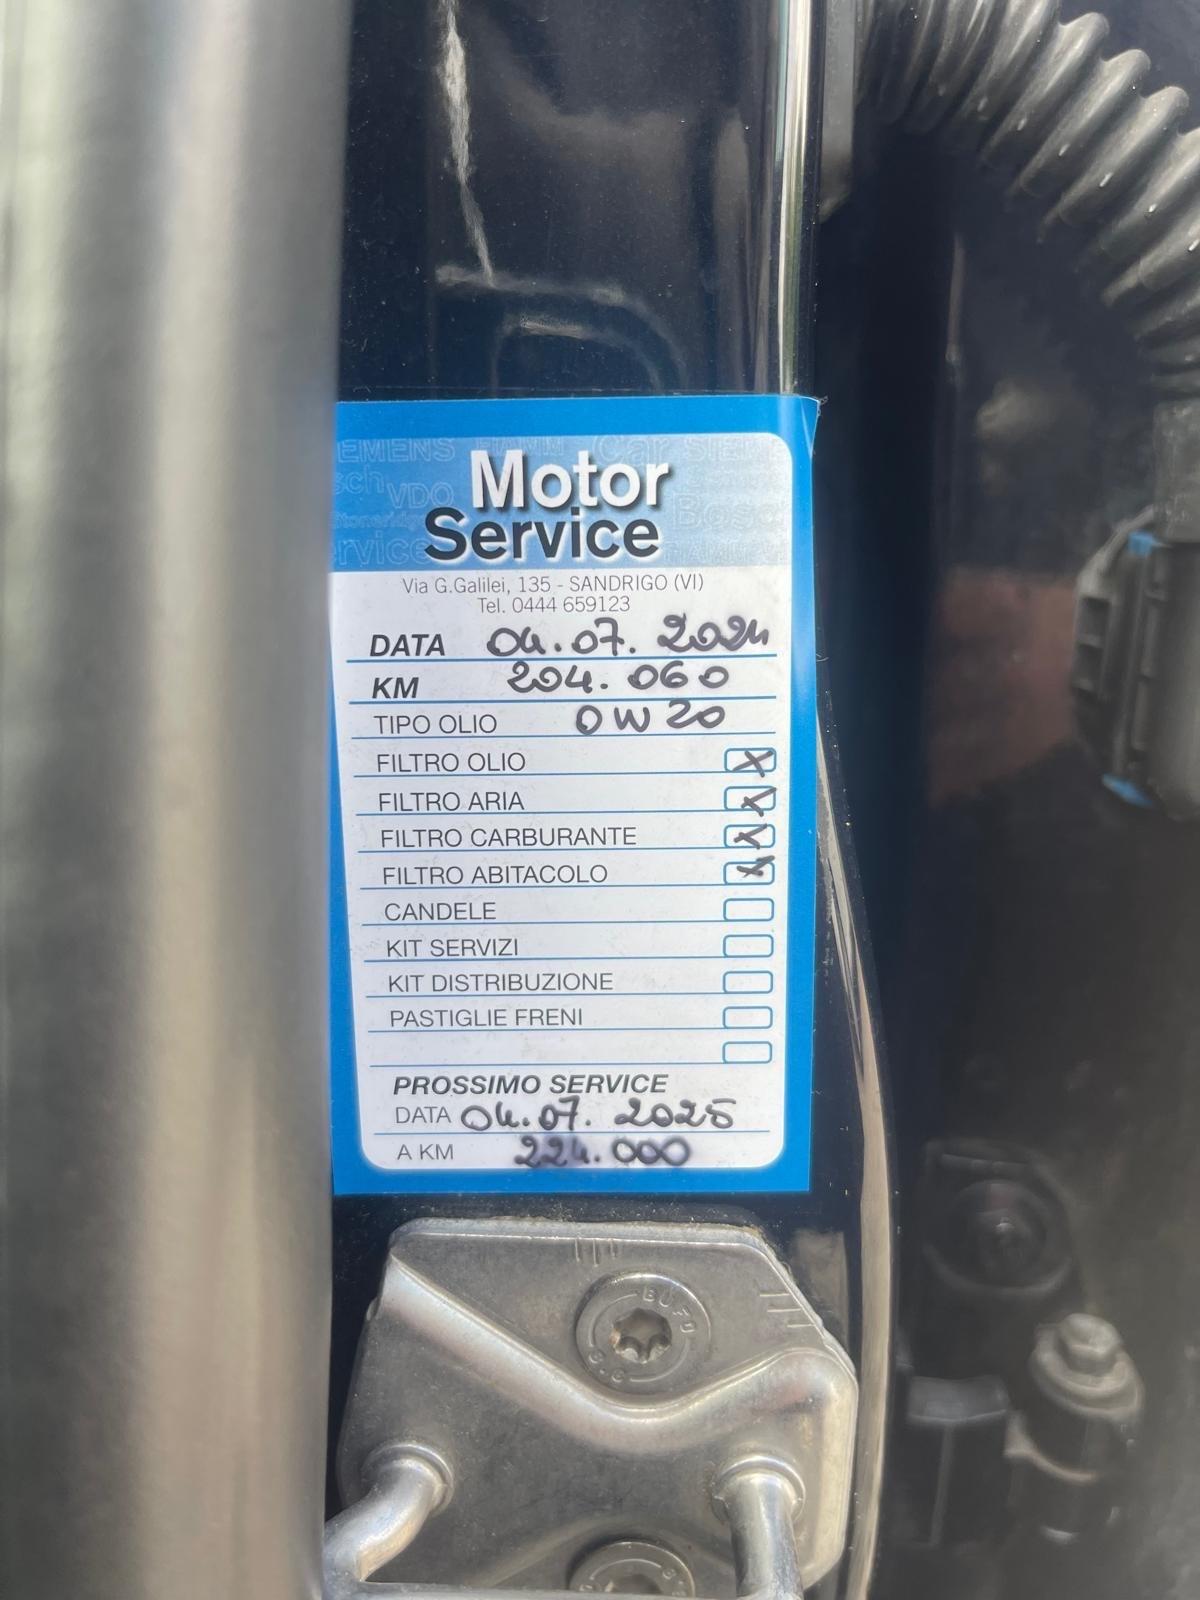 Motor
Service
Via G.Galilei, 135 - SANDRIGO (VI)
Tel. 0444 659123
DATA 04.07.2024
KM 204.060
TIPO OLIO 0W20
FILTRO OLIO X
FILTRO ARIA X
FILTRO CARBURANTE X
FILTRO ABITACOLO X
CANDELE
KIT SERVIZI
KIT DISTRIBUZIONE
PASTIGLIE FRENI
PROSSIMO SERVICE
DATA 04.07.2025
A KM 224.000
BUFO